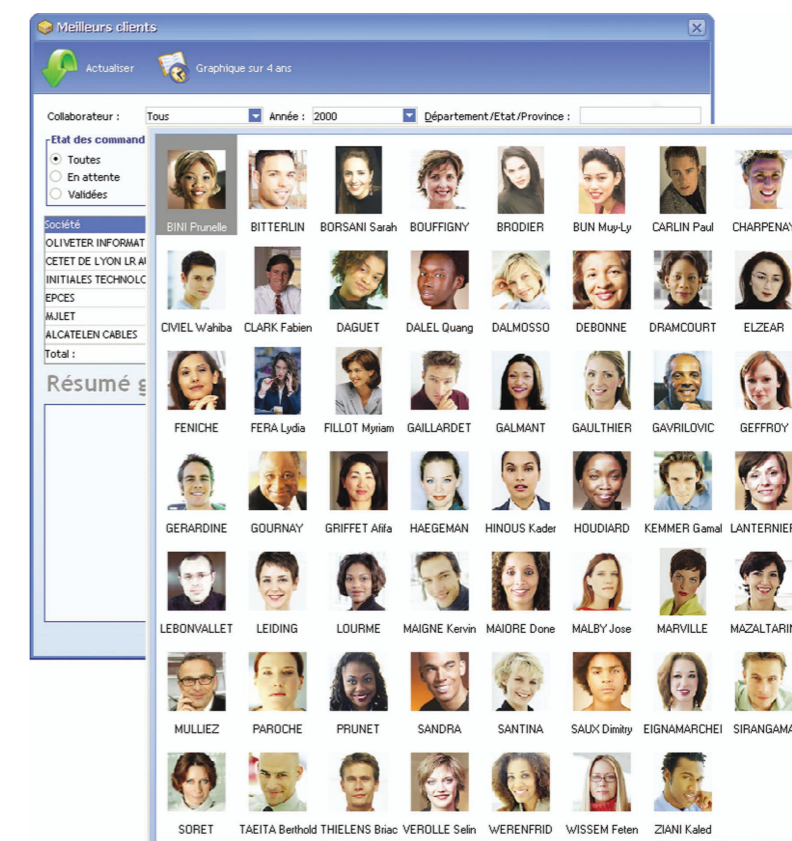 Meilleurs clients
Actualiser
Graphique sur 4 ans
Collaborateur : Tous Année : 2000 Département/Etat/Province :
Etat des command
Toutes
En attente
Validées
Société
OLIVETER INFORMAT
CETET DE LYON LR AU
INITIALES TECHNOLO
EPCES
MJLET
ALCATELEN CABLES
Total :
Résumé g
BINI Prunelle BITTERLIN BORSANI Sarah BOUFFIGNY BRODIER BUN Muy-Ly CARLIN Paul CHARPENAY
CIVIEL Wahiba CLARK Fabien DAGUET DALEL Quang DALMOSSO DEBONNE DRAMCOURT ELZEAR
FENICHE FERA Lydia FILLOT Myriam GAILLARDET GALMANT GAULTHIER GAVRILOVIC GEFFROY
GERARDINE GOURNAY GRIFFET Afifa HAEGEMAN HINOUS Kader HOUDIARD KEMMER Gamal LANTERNIER
LEBONVALLET LEIDING LOURME MAIGNE Kervin MAIORE Done MALBY Jose MARVILLE MAZALTARIN
MULLIEZ PAROCHE PRUNET SANDRA SANTINA SAUX Dimitry EIGNAMARCHEI SIRANGAMA
SORET TAEITA Berthold THIELENS Briac VEROLLE Selin WERENFRID WISSEM Feten ZIANI Kaled